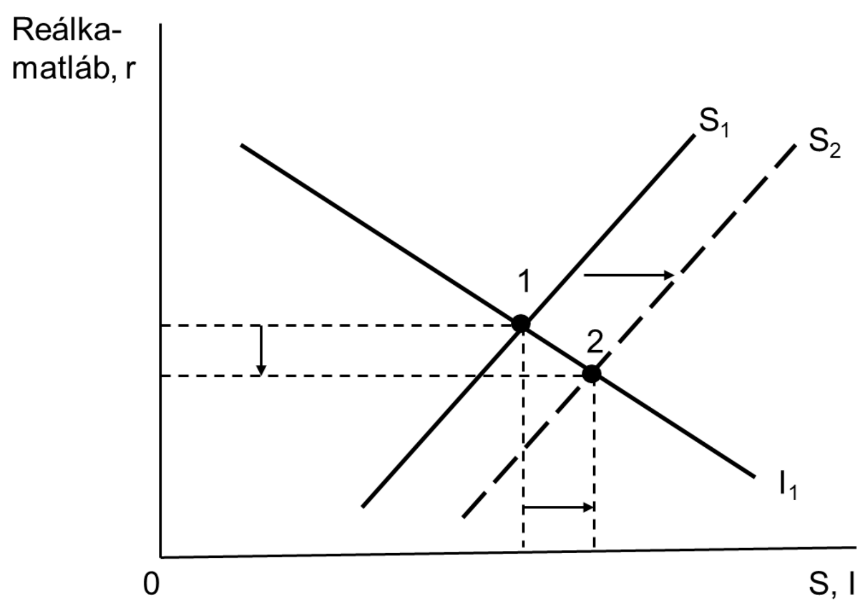 Reálka-
matláb, r
S₁
S₂
1
2
I₁
0
S, I